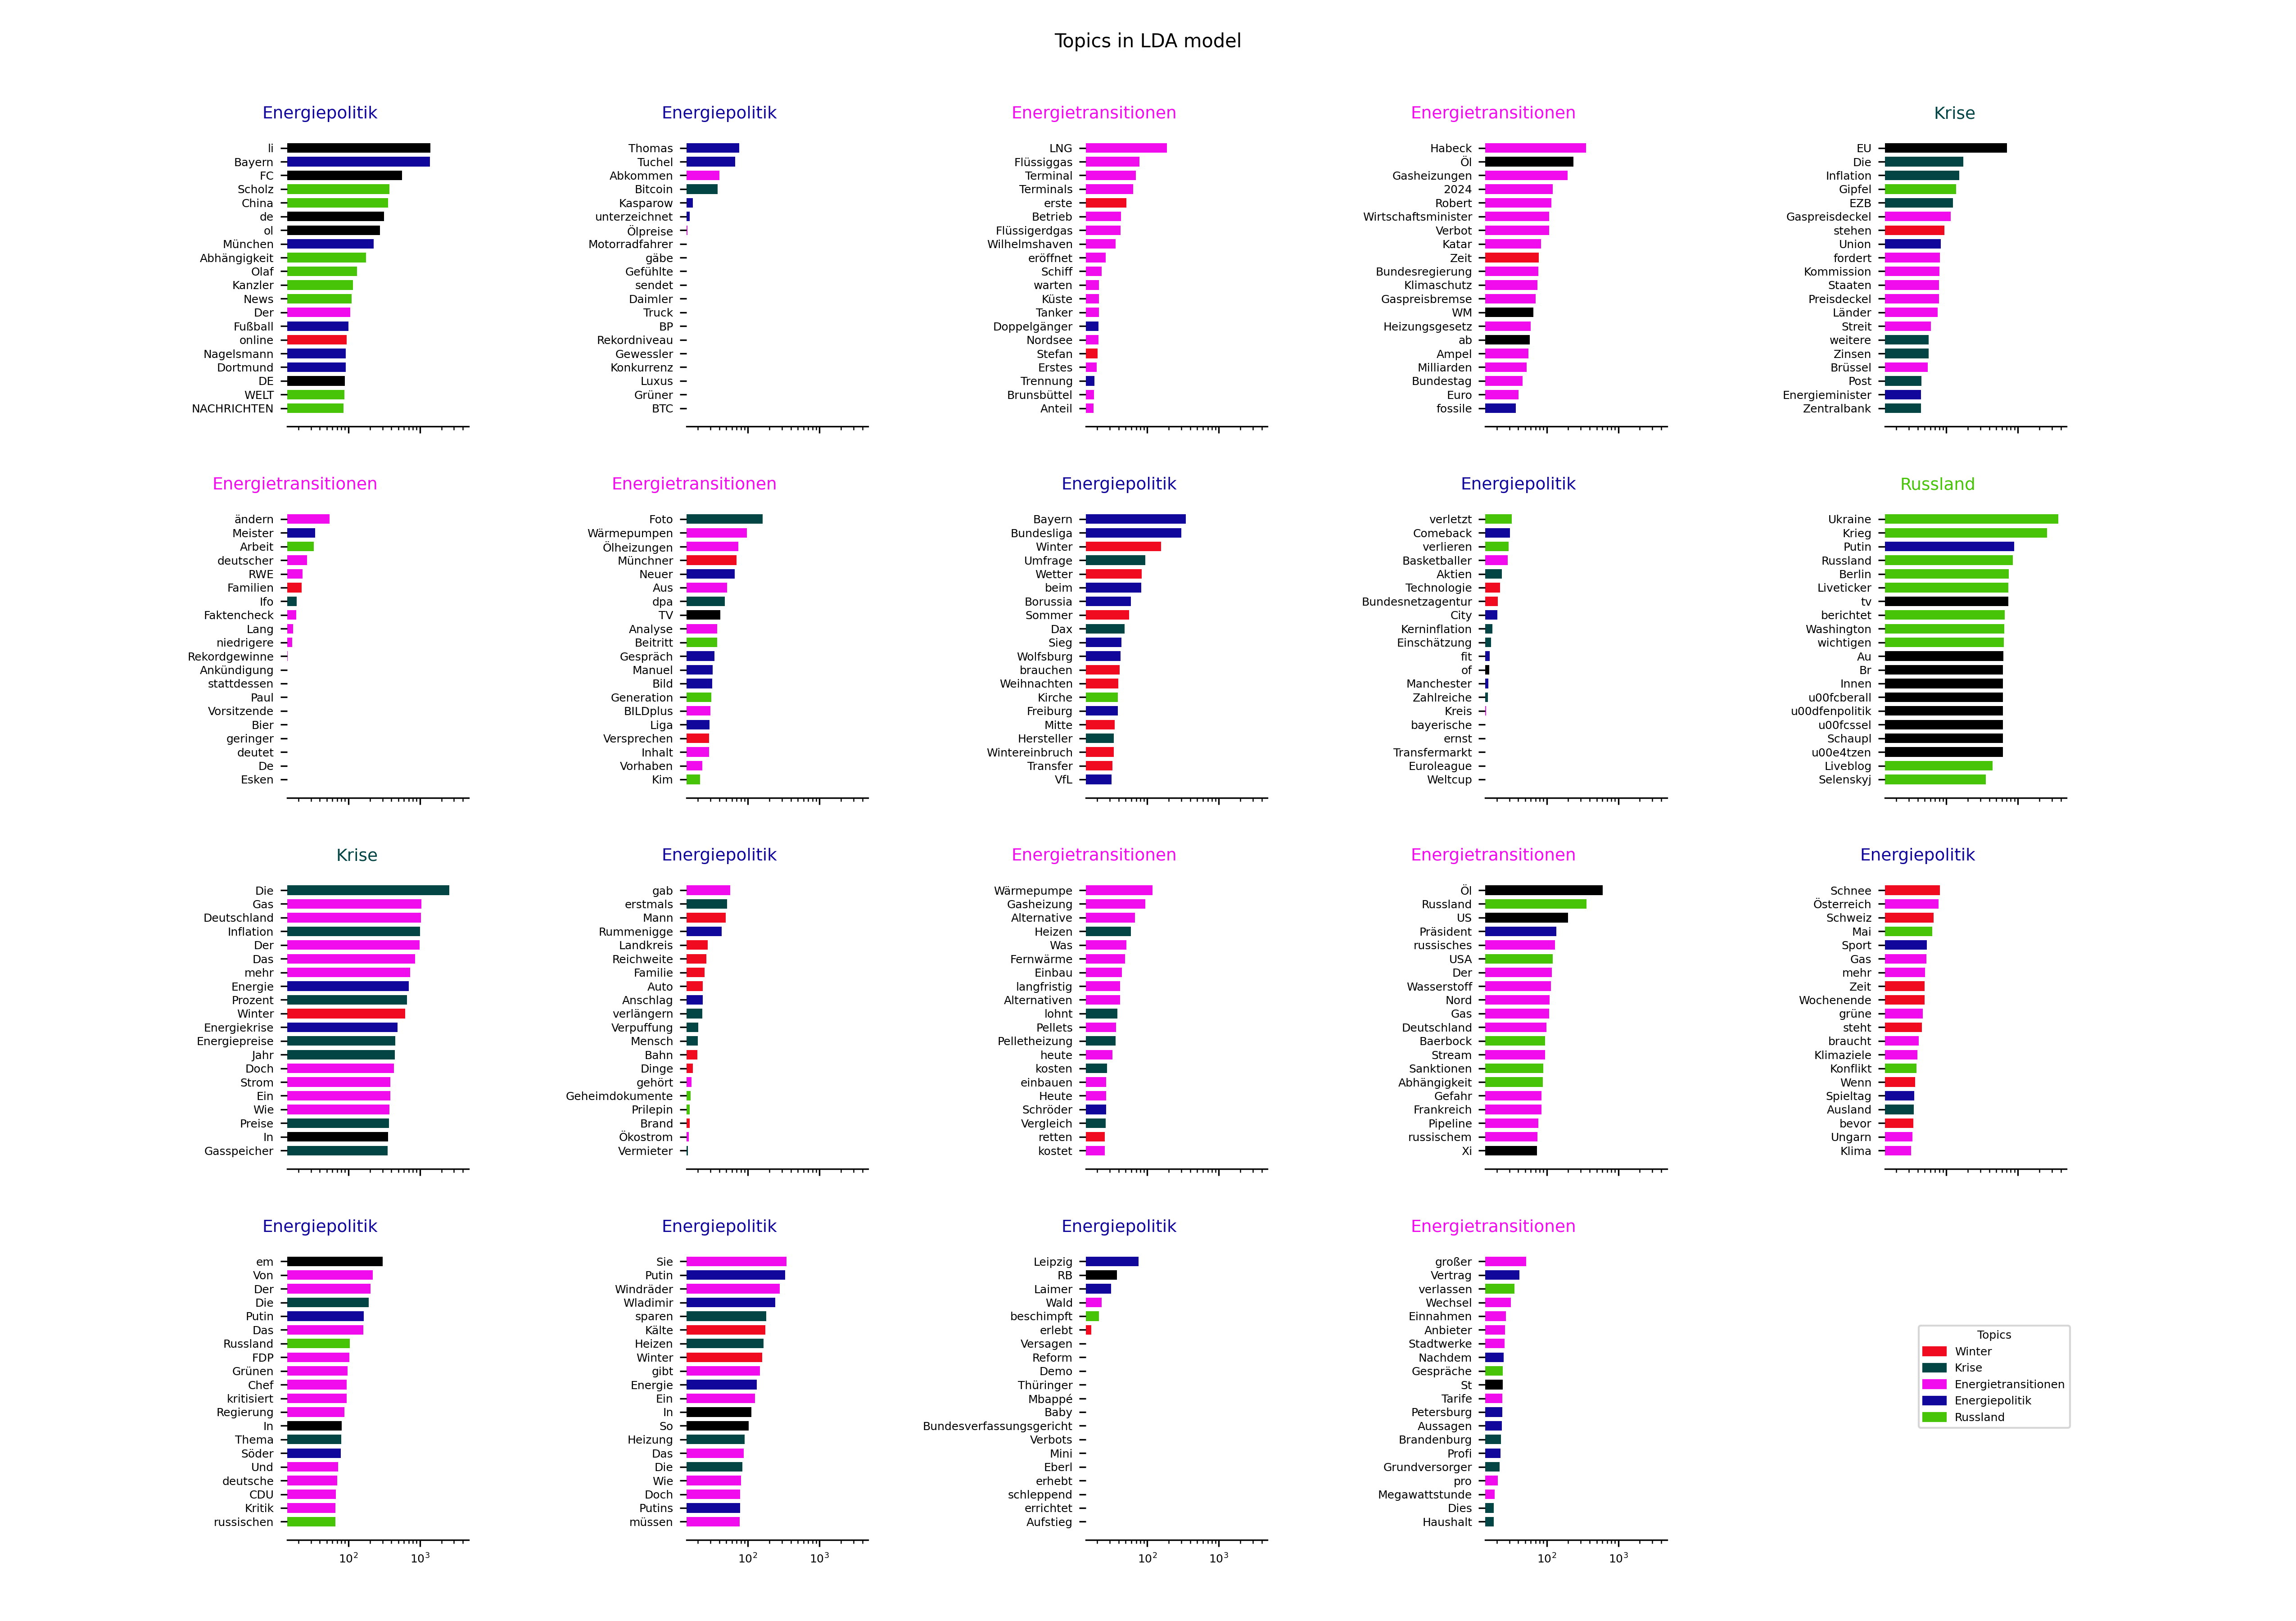 Topics in LDA model
Energiepolitik
li
Bayern
FC
Scholz
China
de
ol
München
Abhängigkeit
Olaf
Kanzler
News
Der
Fußball
online
Nagelsmann
Dortmund
DE
WELT
NACHRICHTEN
Energiepolitik
Thomas
Tuchel
Abkommen
Bitcoin
Kasparow
unterzeichnet
Ölpreise
Motorradfahrer
gäbe
Gefühlte
sendet
Daimler
Truck
BP
Rekordniveau
Gewessler
Konkurrenz
Luxus
Grüner
BTC
Energietransitionen
LNG
Flüssiggas
Terminal
Terminals
erste
Betrieb
Flüssigerdgas
Wilhelmshaven
eröffnet
Schiff
warten
Küste
Tanker
Doppelgänger
Nordsee
Stefan
Erstes
Trennung
Brunsbüttel
Anteil
Energietransitionen
Habeck
Öl
Gasheizungen
2024
Robert
Wirtschaftsminister
Verbot
Katar
Zeit
Bundesregierung
Klimaschutz
Gaspreisbremse
WM
Heizungsgesetz
ab
Ampel
Milliarden
Bundestag
Euro
fossile
Krise
EU
Die
Inflation
Gipfel
EZB
Gaspreisdeckel
stehen
Union
fordert
Kommission
Staaten
Preisdeckel
Länder
Streit
weitere
Zinsen
Brüssel
Post
Energieminister
Zentralbank
Energietransitionen
ändern
Meister
Arbeit
deutscher
RWE
Familien
Ifo
Faktencheck
Lang
niedrigere
Rekordgewinne
Ankündigung
stattdessen
Paul
Vorsitzende
Bier
geringer
deutet
De
Esken
Energietransitionen
Foto
Wärmepumpen
Ölheizungen
Münchner
Neuer
Aus
dpa
TV
Analyse
Beitritt
Gespräch
Manuel
Bild
Generation
BILDplus
Liga
Versprechen
Inhalt
Vorhaben
Kim
Energiepolitik
Bayern
Bundesliga
Winter
Umfrage
Wetter
beim
Borussia
Sommer
Dax
Sieg
Wolfsburg
brauchen
Weihnachten
Kirche
Freiburg
Mitte
Hersteller
Wintereinbruch
Transfer
VfL
Energiepolitik
verletzt
Comeback
verlieren
Basketballer
Aktien
Technologie
Bundesnetzagentur
City
Kerninflation
Einschätzung
fit
of
Manchester
Zahlreiche
Kreis
bayerische
ernst
Transfermarkt
Euroleague
Weltcup
Russland
Ukraine
Krieg
Putin
Russland
Berlin
Liveticker
tv
berichtet
Washington
wichtigen
Au
Br
Innen
u00fcberall
u00dfenpolitik
u00fcssel
Schaupl
u00e4tzen
Liveblog
Selenskyj
Krise
Die
Gas
Deutschland
Inflation
Der
Das
mehr
Energie
Prozent
Winter
Energiekrise
Energiepreise
Jahr
Doch
Strom
Ein
Wie
Preise
In
Gasspeicher
Energiepolitik
gab
erstmals
Mann
Rummenigge
Landkreis
Reichweite
Familie
Auto
Anschlag
verlängern
Verpuffung
Mensch
Bahn
Dinge
gehört
Geheimdokumente
Prilepin
Brand
Ökostrom
Vermieter
Energietransitionen
Wärmepumpe
Gasheizung
Alternative
Heizen
Was
Fernwärme
Einbau
langfristig
Alternativen
lohnt
Pellets
Pelletheizung
heute
kosten
einbauen
Heute
Schröder
Vergleich
retten
kostet
Energietransitionen
Öl
Russland
US
Präsident
russisches
USA
Der
Wasserstoff
Nord
Gas
Deutschland
Baerbock
Stream
Sanktionen
Abhängigkeit
Gefahr
Frankreich
Pipeline
russischem
Xi
Energiepolitik
Schnee
Österreich
Schweiz
Mai
Sport
Gas
mehr
Zeit
Wochenende
grüne
steht
braucht
Klimaziele
Konflikt
Wenn
Spieltag
Ausland
bevor
Ungarn
Klima
Energiepolitik
em
Von
Der
Die
Putin
Das
Russland
FDP
Grünen
Chef
kritisiert
Regierung
In
Thema
Söder
Und
deutsche
CDU
Kritik
russischen
10²
10³
Energiepolitik
Sie
Putin
Windräder
Wladimir
sparen
Kälte
Heizen
Winter
gibt
Energie
Ein
In
So
Heizung
Das
Die
Wie
Doch
Putins
müssen
10²
10³
Energiepolitik
Leipzig
RB
Laimer
Wald
beschimpft
erlebt
Versagen
Reform
Demo
Thüringer
Mbappé
Baby
Bundesverfassungsgericht
Verbots
Mini
Eberl
erhebt
schleppend
errichtet
Aufstieg
10²
10³
Energietransitionen
großer
Vertrag
verlassen
Wechsel
Einnahmen
Anbieter
Stadtwerke
Nachdem
Gespräche
St
Tarife
Petersburg
Aussagen
Brandenburg
Profi
Grundversorger
pro
Megawattstunde
Dies
Haushalt
10²
10³
Topics
Winter
Krise
Energietransitionen
Energiepolitik
Russland